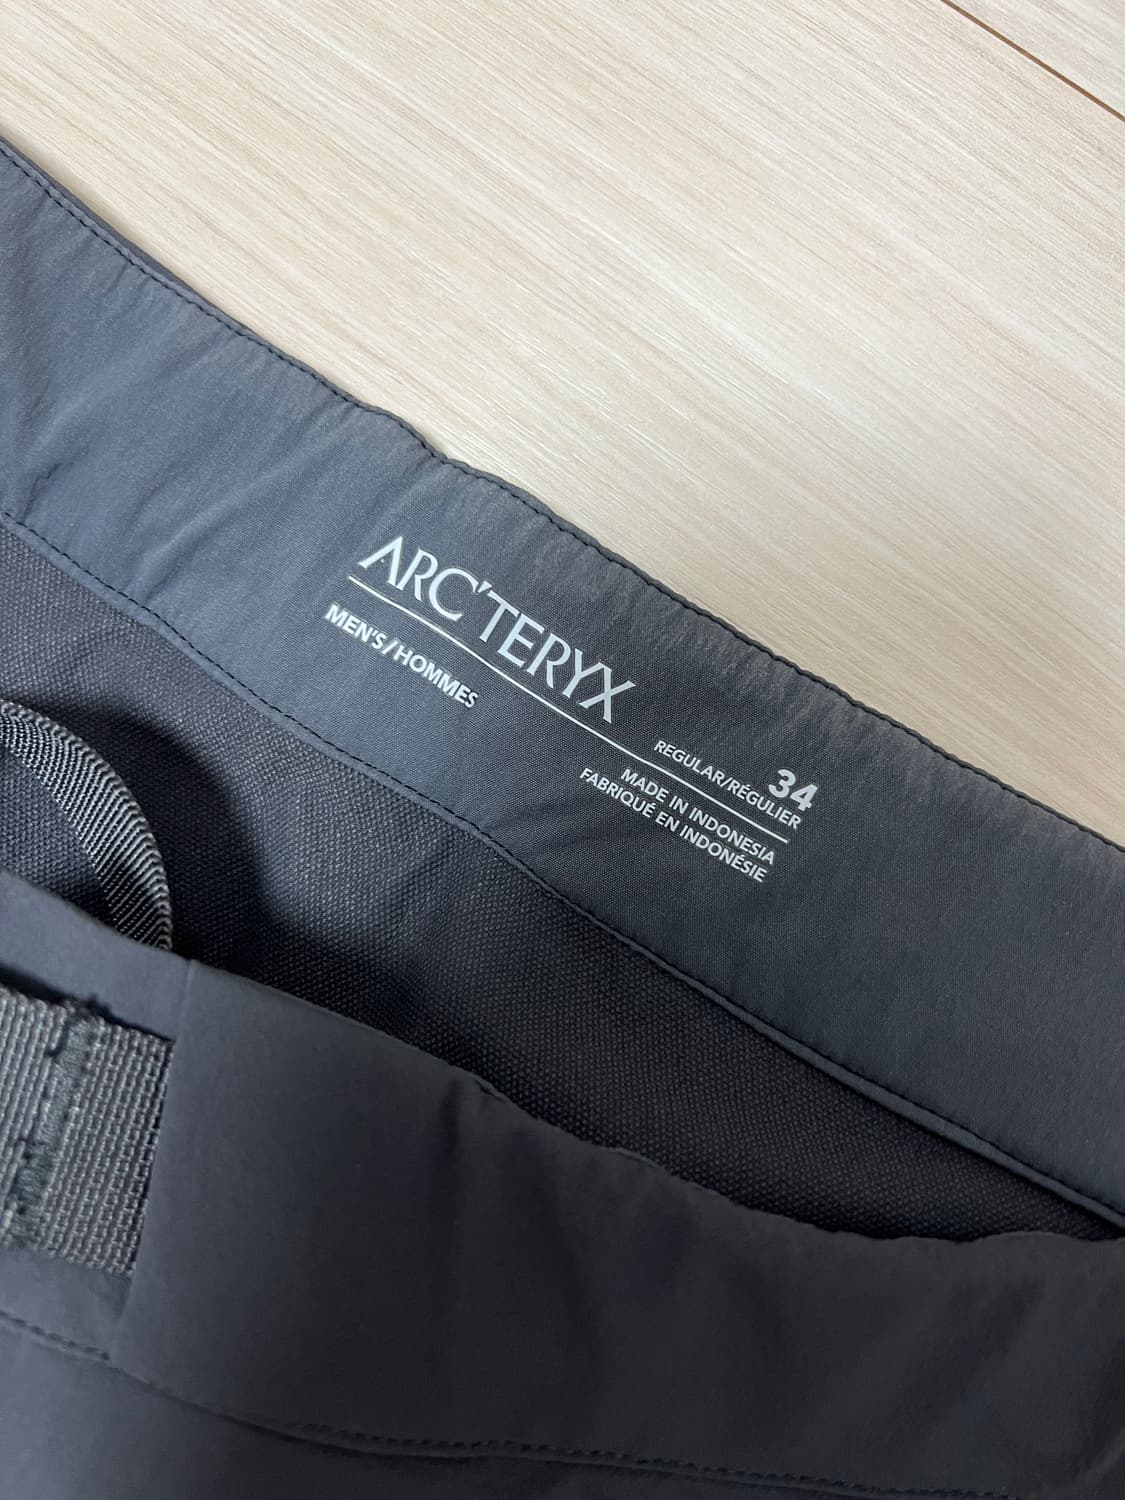 ARC'TERYX
MEN'S/HOMMES
34
REGULAR/RÉGULIER
MADE IN INDONESIA
FABRIQUÉ EN INDONÉSIE